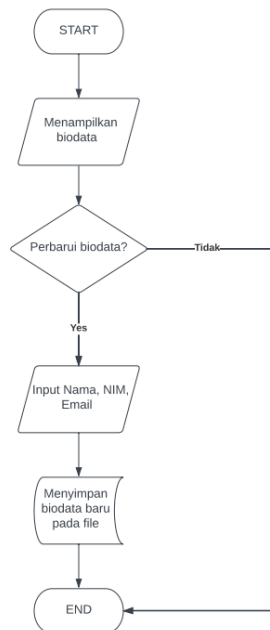 START
Menampilkan
biodata
Perbarui biodata?
Tidak
Yes
Input Nama, NIM,
Email
Menyimpan
biodata baru
pada file
END